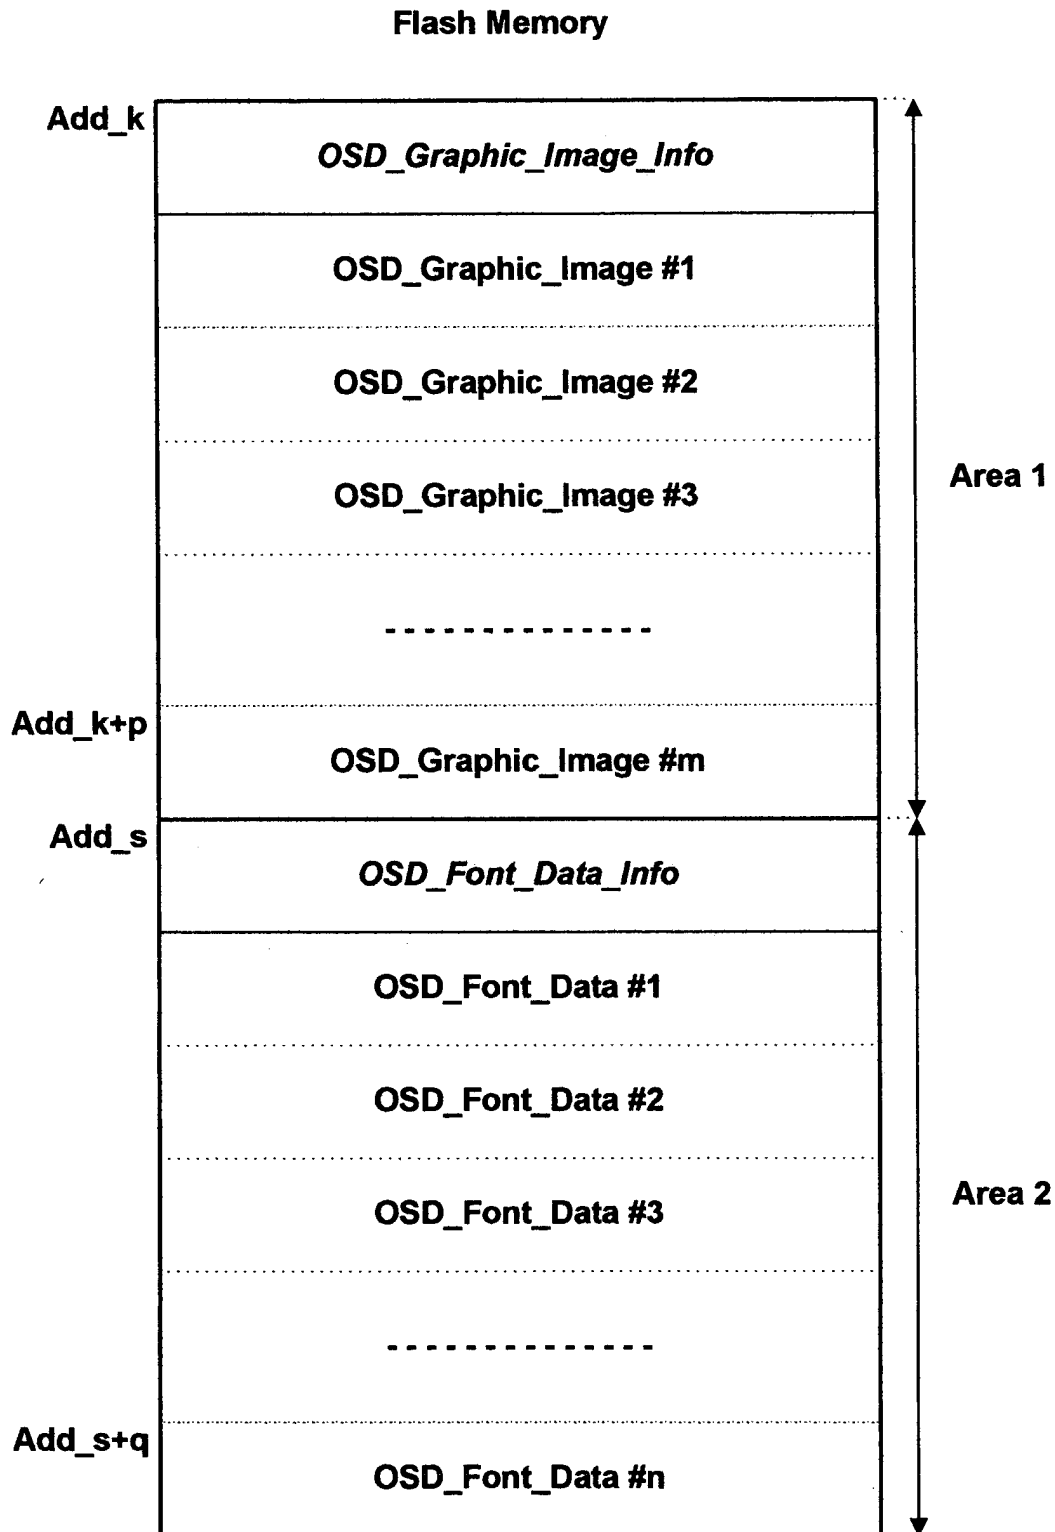 Flash Memory
Add_k
OSD_Graphic_Image_Info
OSD_Graphic_Image #1
OSD_Graphic_Image #2
OSD_Graphic_Image #3
Area 1
Add_k+p
OSD_Graphic_Image #m
Add_s
OSD_Font_Data_Info
OSD_Font_Data #1
OSD_Font_Data #2
Area 2
OSD_Font_Data #3
Add_s+q
OSD_Font_Data #n